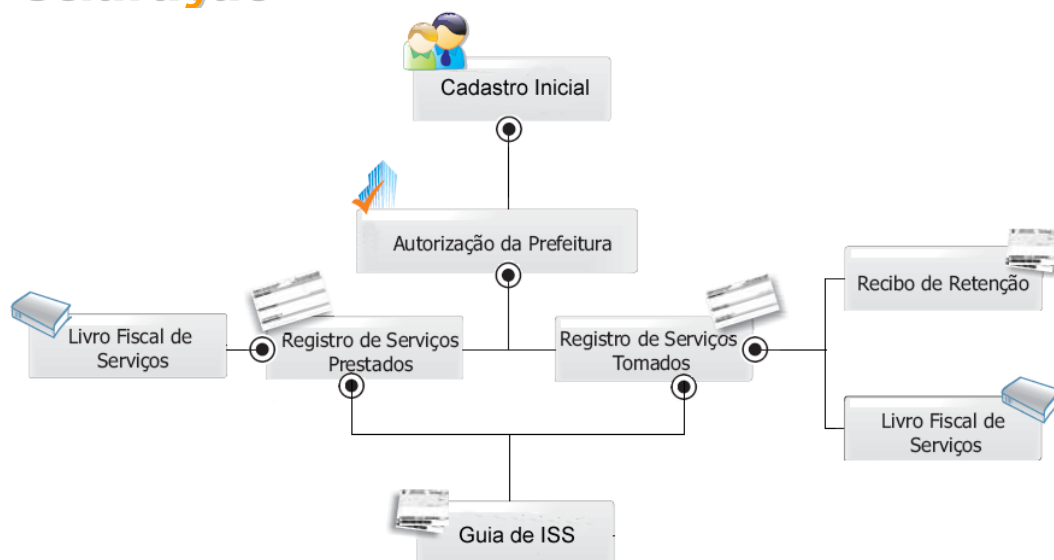 Cadastro Inicial
Autorização da Prefeitura
Recibo de Retenção
Livro Fiscal de
Serviços
Registro de Serviços
Prestados
Registro de Serviços
Tomados
Livro Fiscal de
Serviços
Guia de ISS